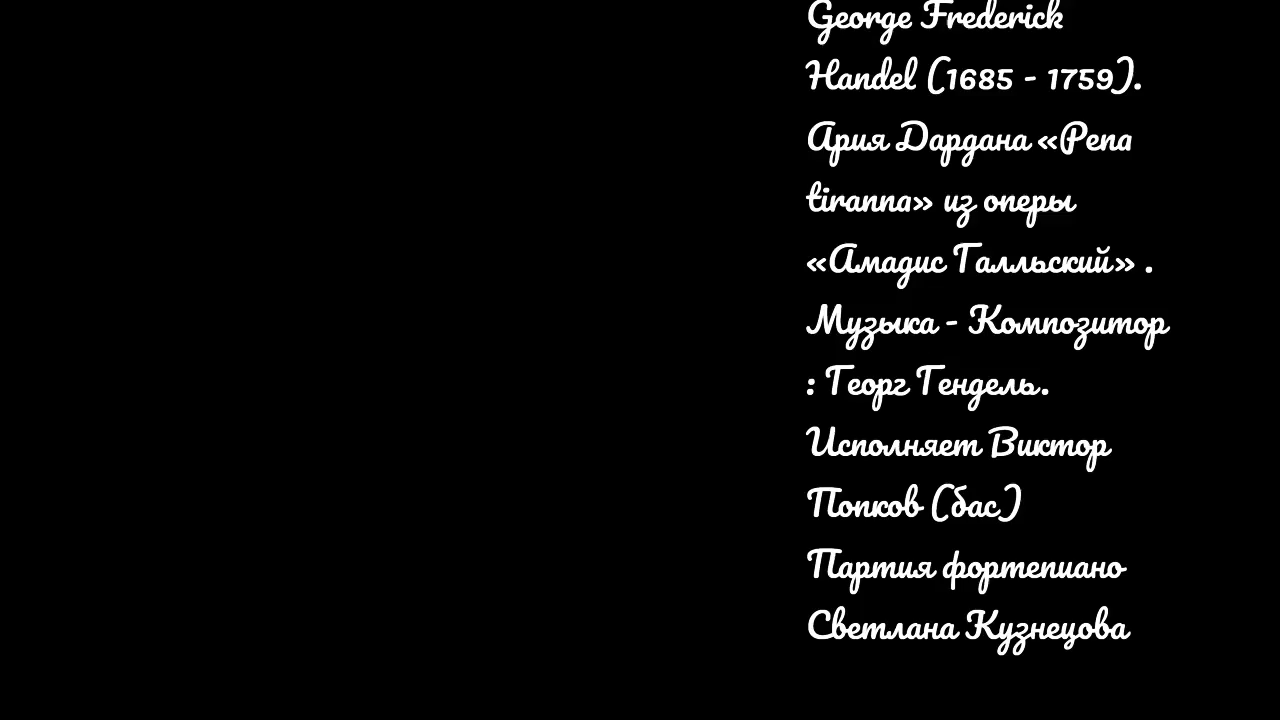 George Frederick
Handel (1685 - 1759).
Ария Дардана «Pena
tiranna» из оперы
«Амадис Галльский» .
Музыка - Композитор
: Георг Гендель.
Исполняет Виктор
Попков (бас)
Партия фортепиано
Светлана Кузнецова